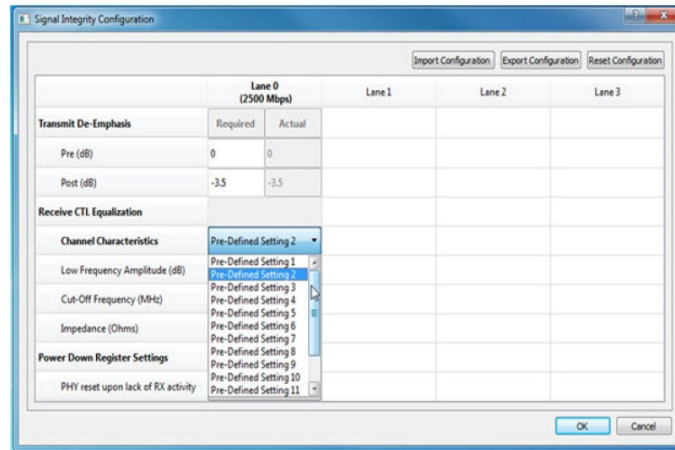 Signal Integrity Configuration
Import Configuration Export Configuration Reset Configuration
Lane 0
(2500 Mbps)
Lane 1 Lane 2 Lane 3
Transmit De-Emphasis Required Actual
Pre (dB) 0 0
Post (dB) -3.5 -3.5
Receive CTL Equalization
Channel Characteristics Pre-Defined Setting 2
Low Frequency Amplitude (dB)
Cut-Off Frequency (MHz)
Impedance (Ohms)
Power Down Register Settings
PHY reset upon lack of RX activity
Pre-Defined Setting 1
Pre-Defined Setting 2
Pre-Defined Setting 3
Pre-Defined Setting 4
Pre-Defined Setting 5
Pre-Defined Setting 6
Pre-Defined Setting 7
Pre-Defined Setting 8
Pre-Defined Setting 9
Pre-Defined Setting 10
Pre-Defined Setting 11
OK Cancel